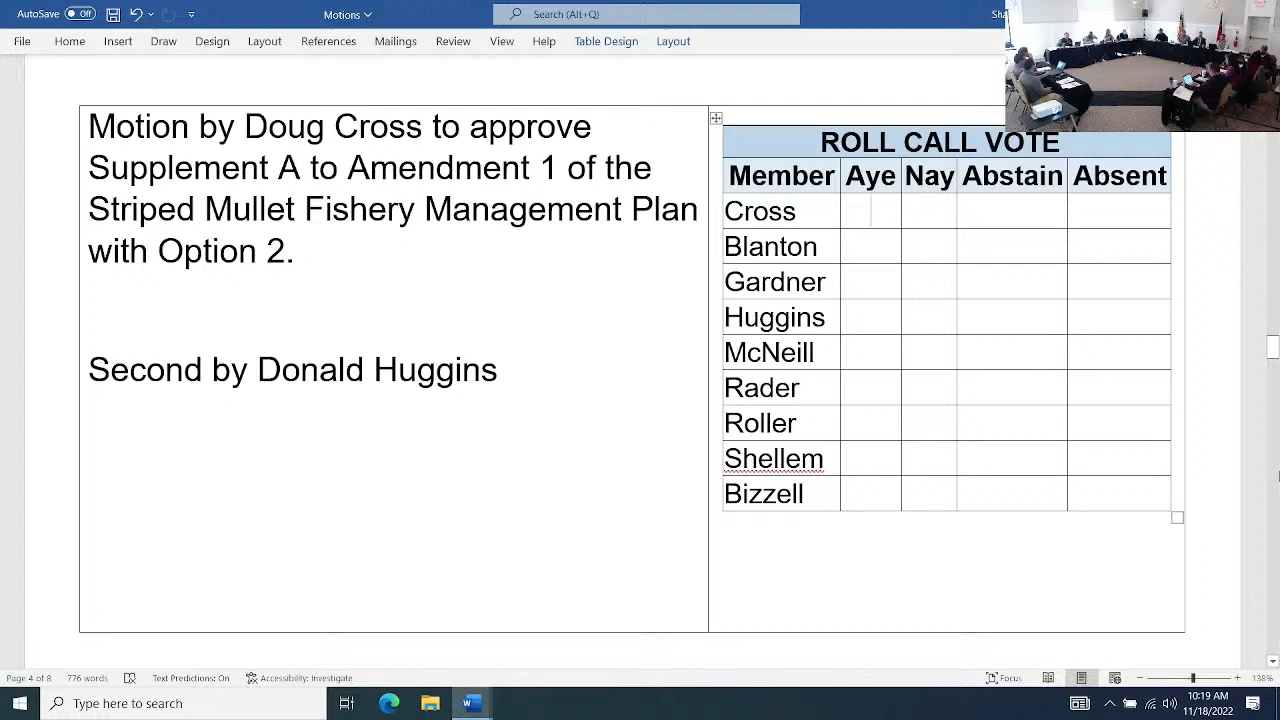 AutoSave Off
Motions
Search (Alt+Q)
Sha
File Home Insert Draw Design Layout References Mailings Review View Help Table Design Layout
Motion by Doug Cross to approve
Supplement A to Amendment 1 of the
Striped Mullet Fishery Management Plan
with Option 2.
Second by Donald Huggins
ROLL CALL VOTE
Member Aye Nay Abstain Absent
Cross
Blanton
Gardner
Huggins
McNeill
Rader
Roller
Shellem
Bizzell
Page 4 of 8 776 words Text Predictions: On Accessibility: Investigate Focus 138%
Type here to search
10:19 AM
11/18/2022